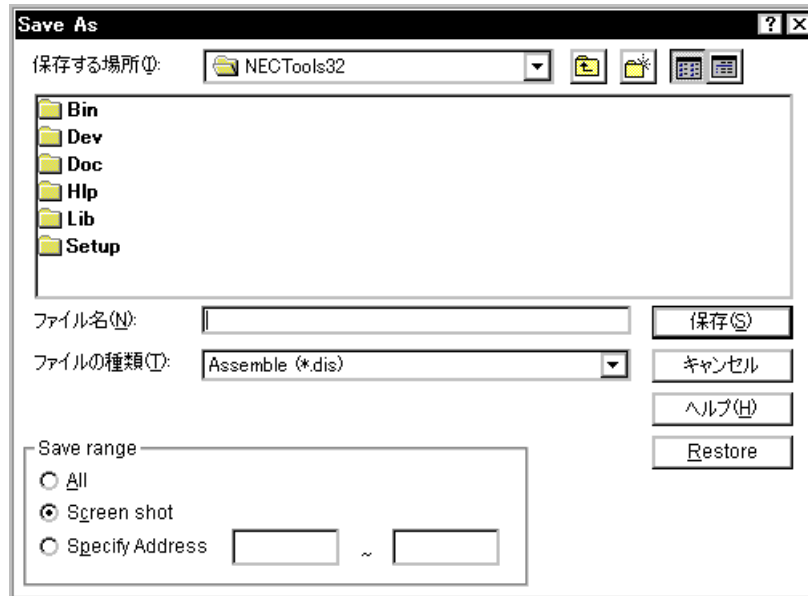 Save As
保存する場所(I): NECTools32
Bin
Dev
Doc
Hlp
Lib
Setup
ファイル名(N): 保存(S)
ファイルの種類(T): Assemble (*.dis) キャンセル
ヘルプ(H)
Restore
Save range
All
Screen shot
Specify Address ~